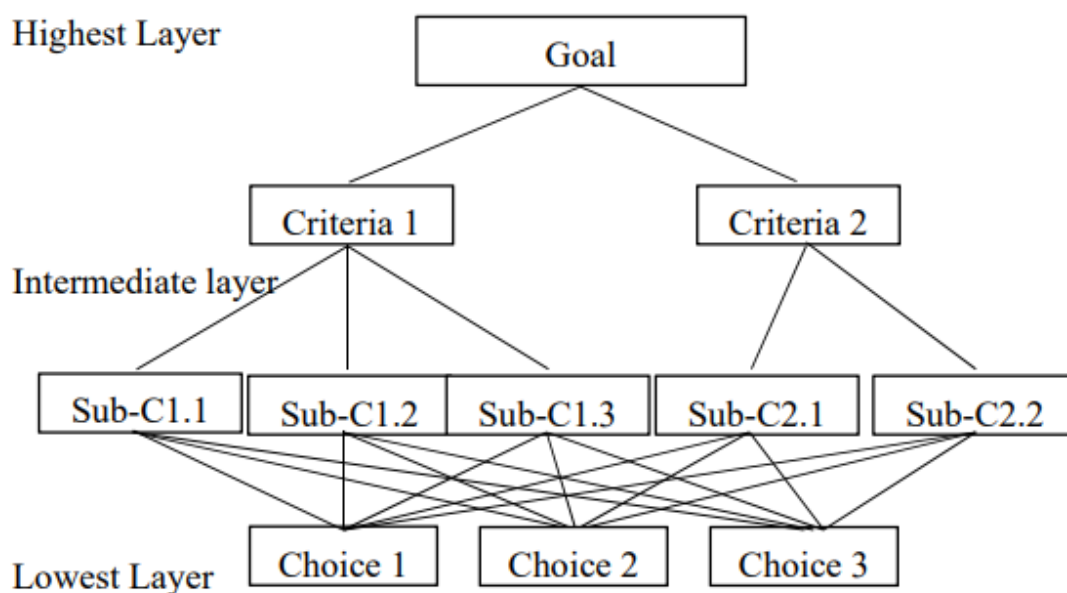 Highest Layer
Goal
Criteria 1
Criteria 2
Intermediate layer
Sub-C1.1
Sub-C1.2
Sub-C1.3
Sub-C2.1
Sub-C2.2
Choice 1
Choice 2
Choice 3
Lowest Layer